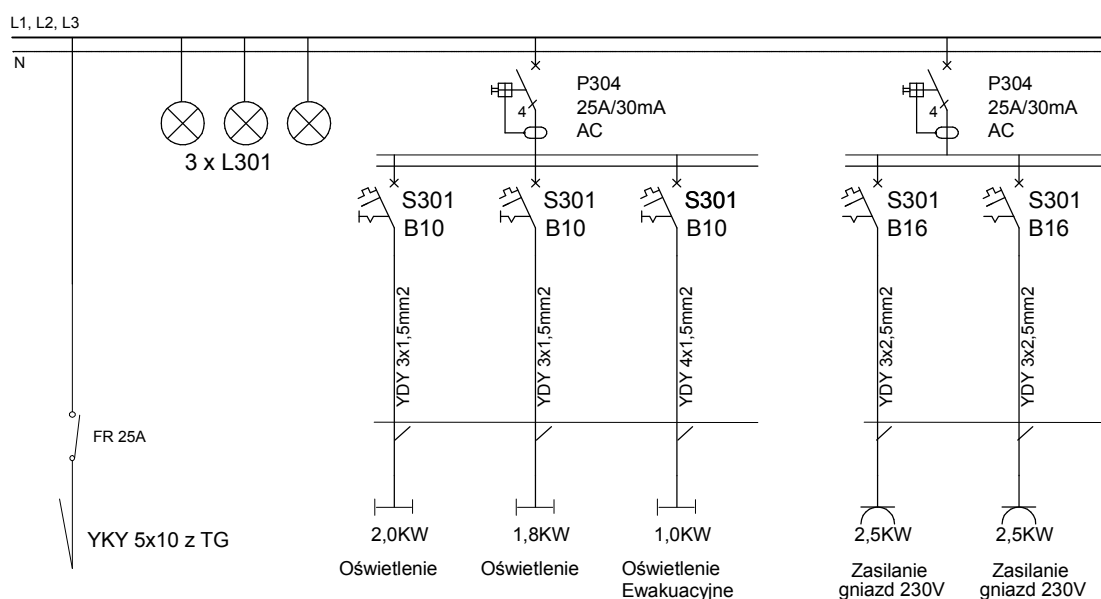 L1, L2, L3
N
3 x L301
FR 25A
YKY 5x10 z TG
P304
25A/30mA
AC
4
S301
B10
S301
B10
S301
B10
YDY 3x1,5mm2
YDY 3x1,5mm2
YDY 4x1,5mm2
2,0KW
1,8KW
1,0KW
Oświetlenie
Oświetlenie
Oświetlenie
Ewakuacyjne
P304
25A/30mA
AC
4
S301
B16
S301
B16
YDY 3x2,5mm2
YDY 3x2,5mm2
2,5KW
2,5KW
Zasilanie
gniazd 230V
Zasilanie
gniazd 230V